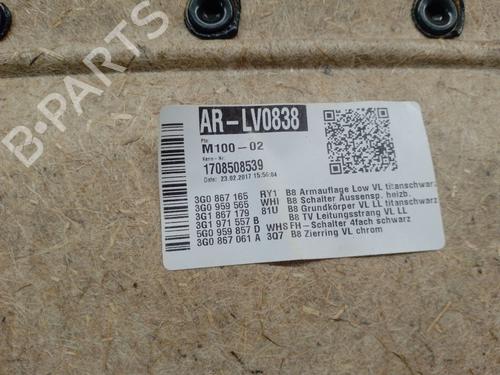 B-PARTS
AR-LV0838
M100-02
Kenn-Nr:
1708508539
Date: 23.02.2017 15:56:04
3G0 867 165 RY1 B8 Armauflage Low VL titanschwarz
3G0 959 565 WHI B8 Schalter Aussensp. heizb.
3G1 867 179 81U B8 Grundkörper VL LL titanschwarz
3G1 971 557 B B8 TV Leitungsstrang VL LL
5G0 959 857 D WHS FH-Schalter 4fach schwarz
3G0 867 061 A 3Q7 B8 Zierring VL chrom